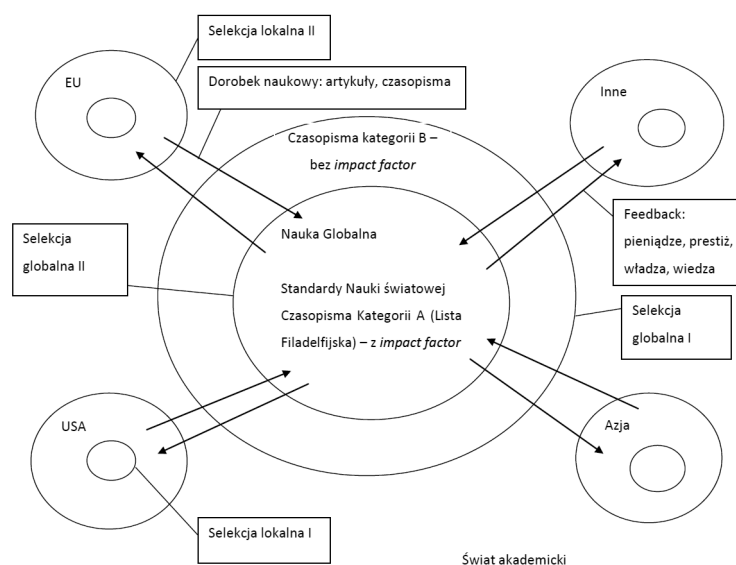 Selekcja lokalna II
EU
Dorobek naukowy: artykuły, czasopisma
Inne
Czasopisma kategorii B –
bez impact factor
Feedback:
pieniądze, prestiż,
władza, wiedza
Selekcja
globalna II
Nauka Globalna
Standardy Nauki światowej
Czasopisma Kategorii A (Lista
Filadelfijska) – z impact factor
Selekcja
globalna I
USA
Azja
Selekcja lokalna I
Świat akademicki